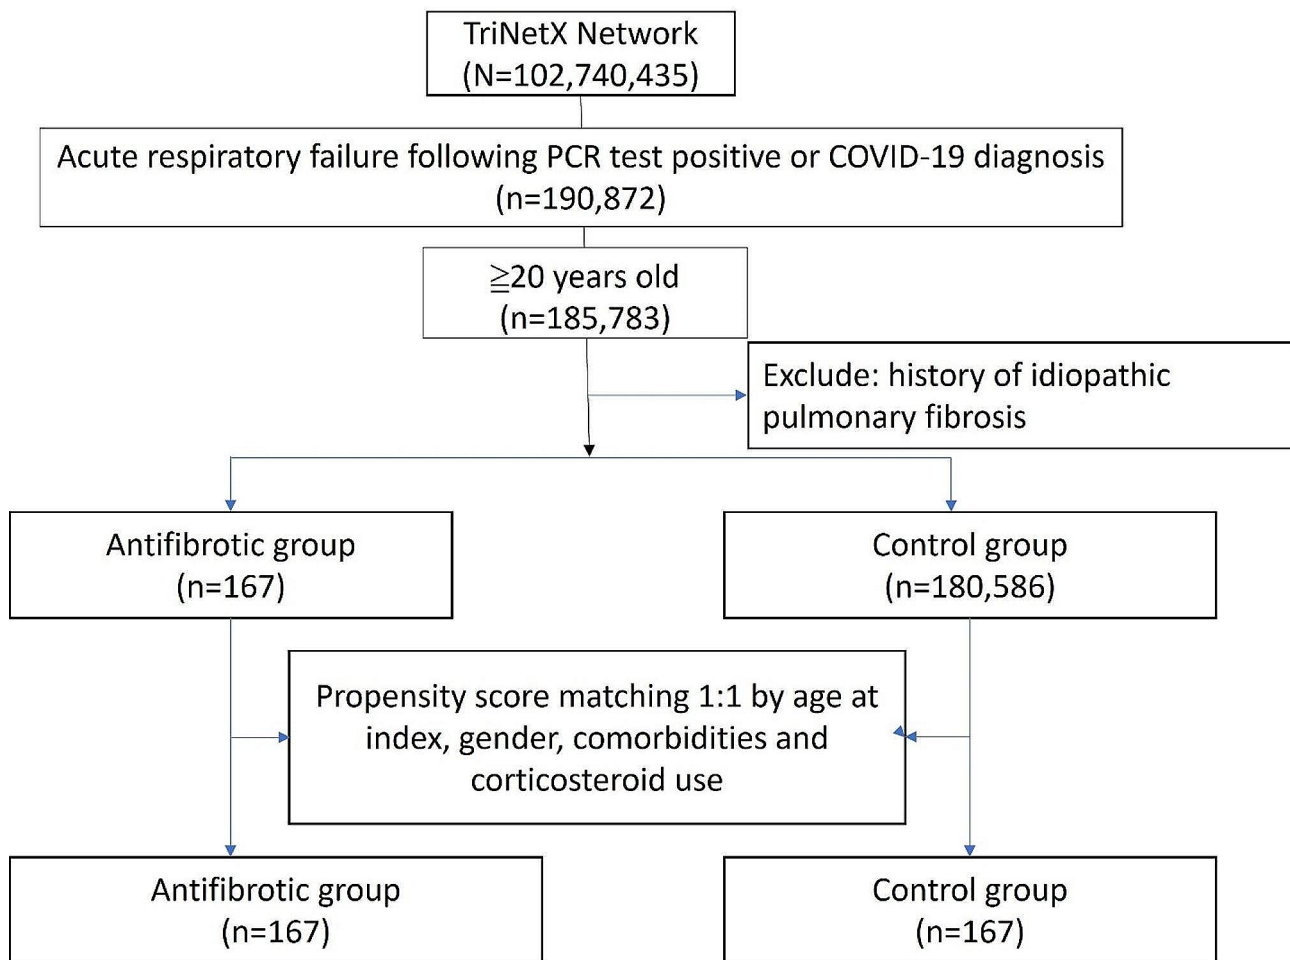 TriNetX Network
(N=102,740,435)
Acute respiratory failure following PCR test positive or COVID-19 diagnosis
(n=190,872)
≧20 years old
(n=185,783)
Exclude: history of idiopathic
pulmonary fibrosis
Antifibrotic group
(n=167)
Control group
(n=180,586)
Propensity score matching 1:1 by age at
index, gender, comorbidities and
corticosteroid use
Antifibrotic group
(n=167)
Control group
(n=167)